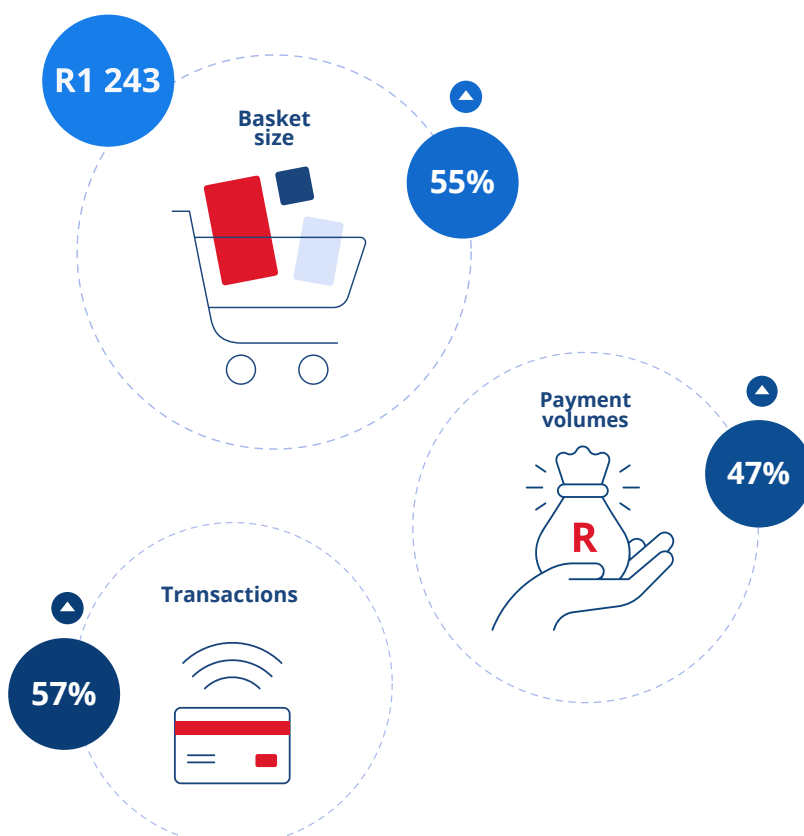 R1 243
Basket
size
55%
Payment
volumes
47%
R
Transactions
57%